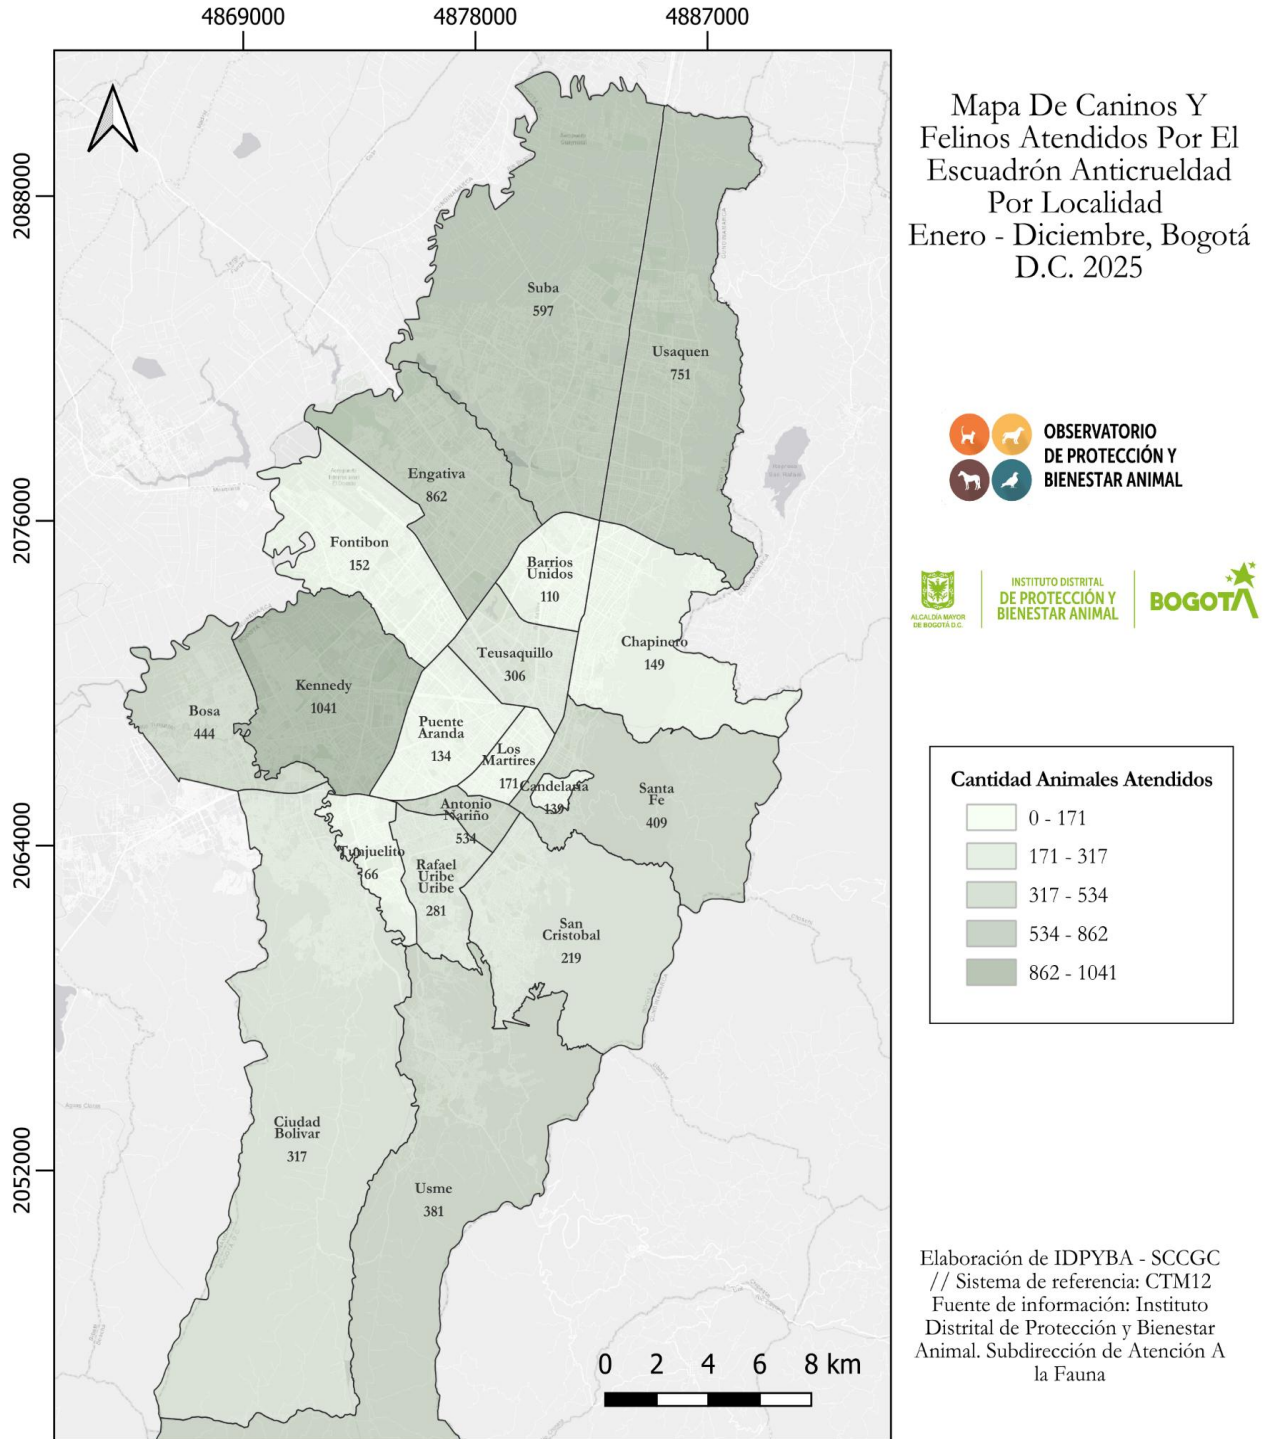 4869000
4878000
4887000
2088000
2076000
2064000
2052000
Mapa De Caninos Y
Felinos Atendidos Por El
Escuadrón Anticrueldad
Por Localidad
Enero - Diciembre, Bogotá
D.C. 2025
Suba
597
Usaquen
751
Engativa
862
Fontibon
152
Barrios
Unidos
110
Chapinero
149
Teusaquillo
306
Kennedy
1041
Bosa
444
Puente
Aranda
134
Los
Martires
171
Candelaria
139
Santa
Fe
409
Antonio
Nariño
534
Tunjuelito
66
Rafael
Uribe
Uribe
281
San
Cristobal
219
Ciudad
Bolivar
317
Usme
381
OBSERVATORIO
DE PROTECCIÓN Y
BIENESTAR ANIMAL
ALCALDÍA MAYOR
DE BOGOTÁ D.C.
INSTITUTO DISTRITAL
DE PROTECCIÓN Y
BIENESTAR ANIMAL
BOGOTÁ
Cantidad Animales Atendidos
0 - 171
171 - 317
317 - 534
534 - 862
862 - 1041
0 2 4 6 8 km
Elaboración de IDPYBA - SCCGC
// Sistema de referencia: CTM12
Fuente de información: Instituto
Distrital de Protección y Bienestar
Animal. Subdirección de Atención A
la Fauna